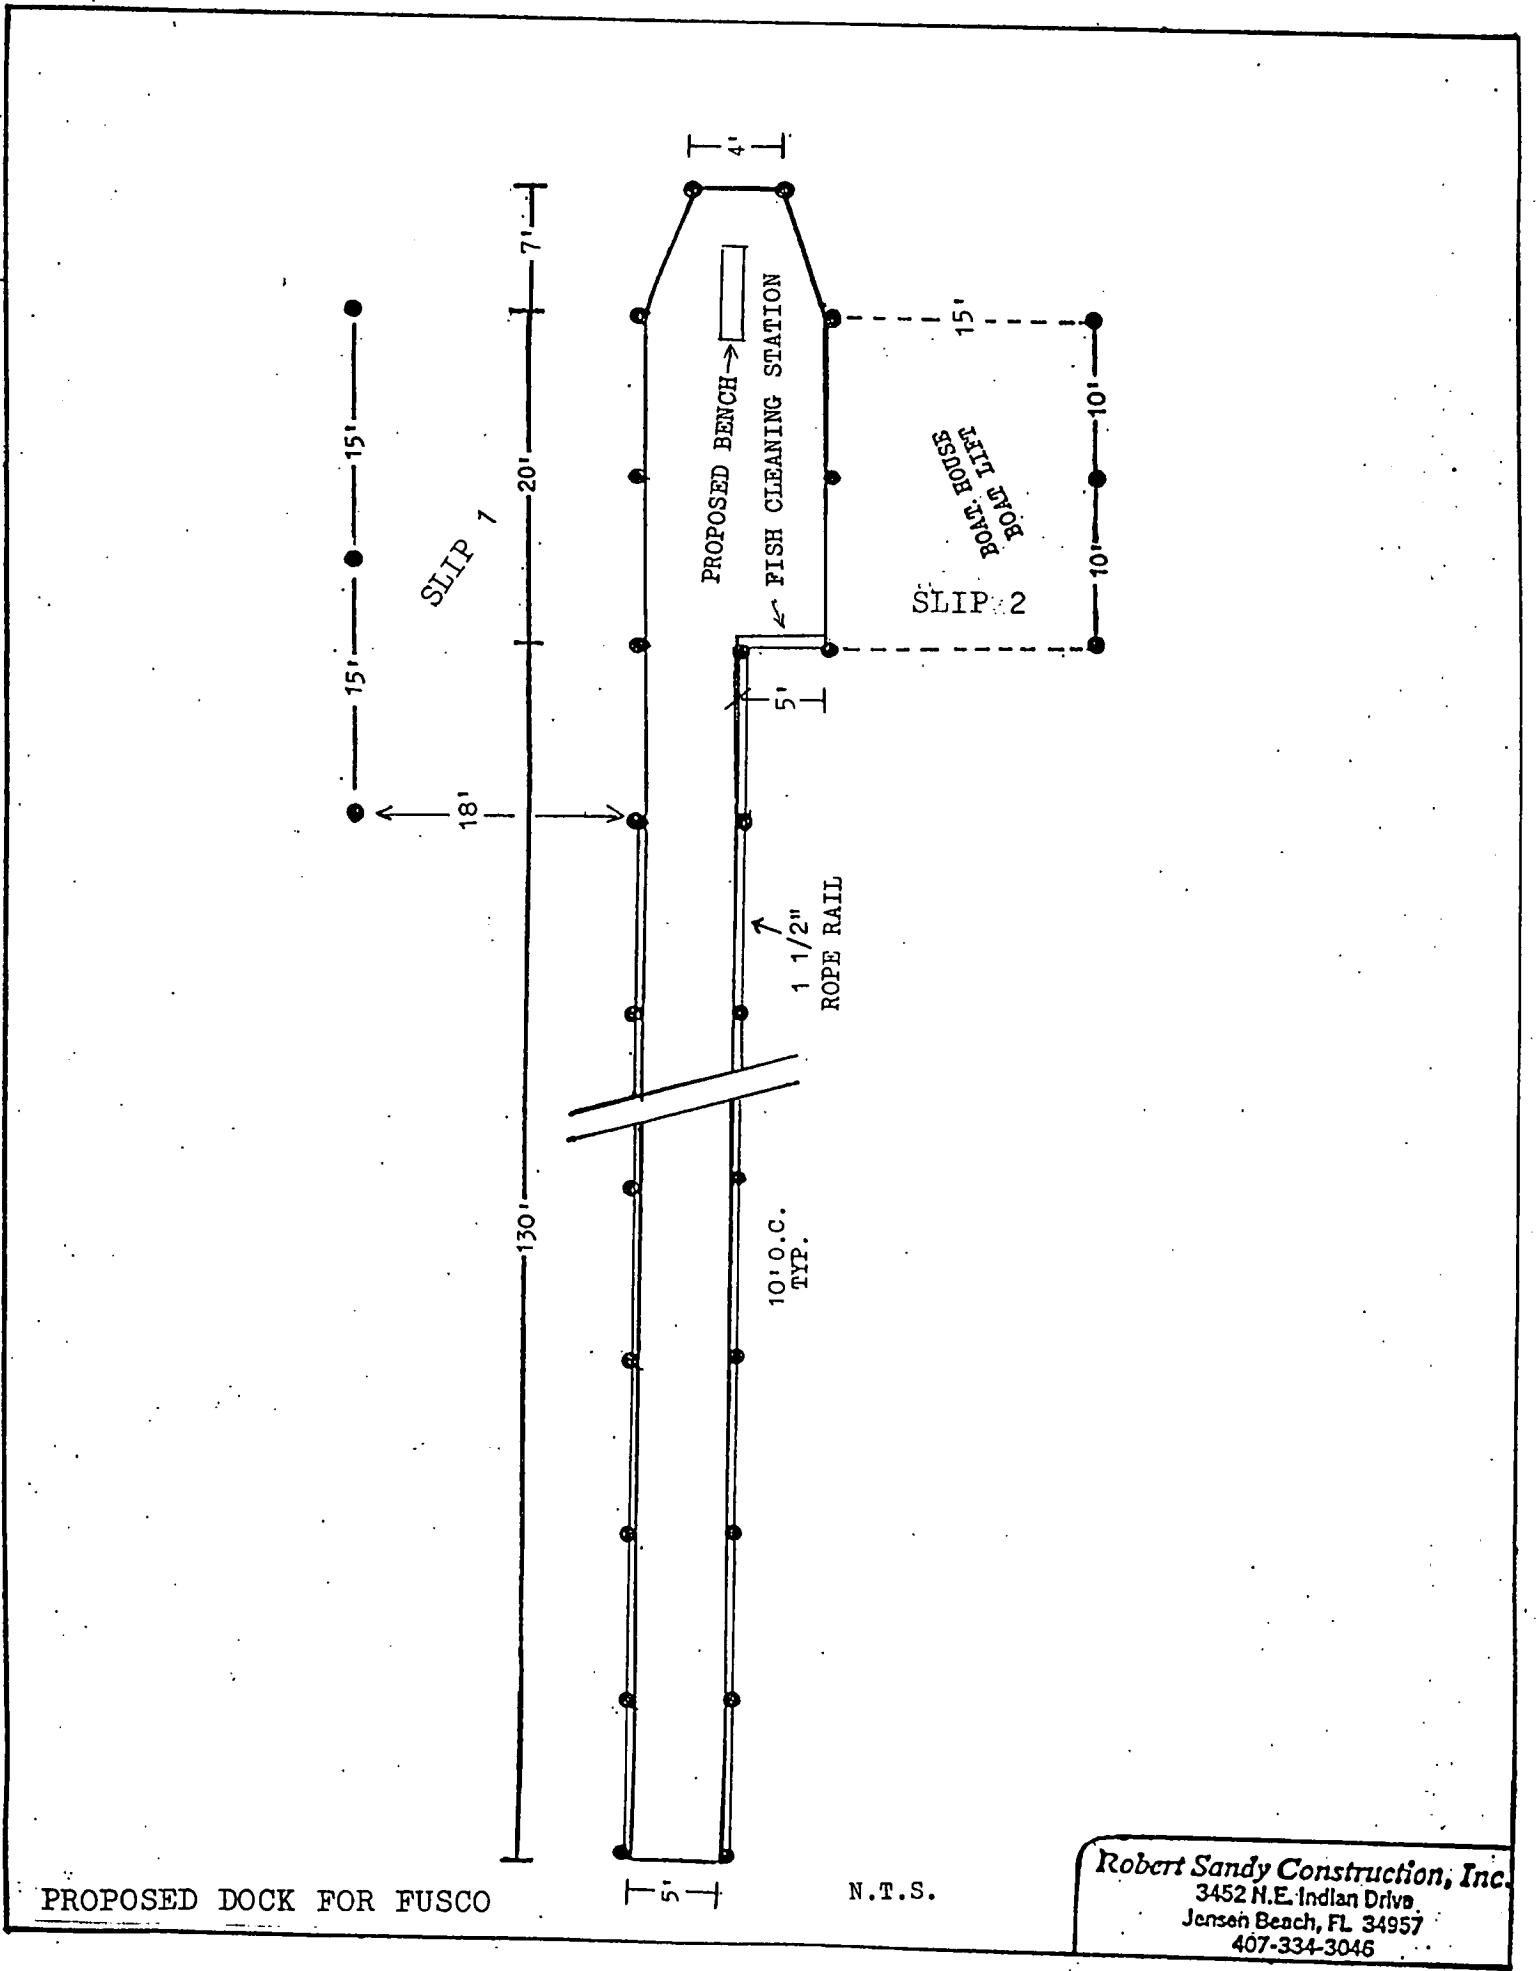 4'
7'
15'
20'
15'
SLIP 1
PROPOSED BENCH
FISH CLEANING STATION
15'
10'
10'
BOAT HOUSE
BOAT LIFT
SLIP 2
5'
18'
1 1/2"
ROPE RAIL
130'
10' O.C.
TYP.
5'
N.T.S.
PROPOSED DOCK FOR FUSCO
Robert Sandy Construction, Inc.
3452 N.E. Indian Drive
Jensen Beach, FL 34957
407-334-3046